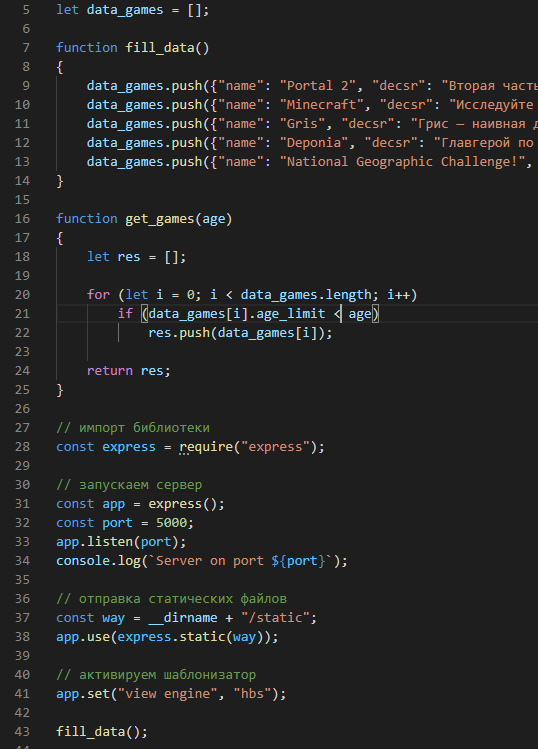 5 let data_games = [];
6
7 function fill_data()
8 {
9 data_games.push({"name": "Portal 2", "decsr": "Вторая часть
10 data_games.push({"name": "Minecraft", "decsr": "Исследуйте
11 data_games.push({"name": "Gris", "decsr": "Грис — наивная д
12 data_games.push({"name": "Deponia", "decsr": "Главгерой по
13 data_games.push({"name": "National Geographic Challenge!",
14 }
15
16 function get_games(age)
17 {
18 let res = [];
19
20 for (let i = 0; i < data_games.length; i++)
21 if (data_games[i].age_limit < age)
22 res.push(data_games[i]);
23
24 return res;
25 }
26
27 // импорт библиотеки
28 const express = require("express");
29
30 // запускаем сервер
31 const app = express();
32 const port = 5000;
33 app.listen(port);
34 console.log(`Server on port ${port}`);
35
36 // отправка статических файлов
37 const way = __dirname + "/static";
38 app.use(express.static(way));
39
40 // активируем шаблонизатор
41 app.set("view engine", "hbs");
42
43 fill_data();